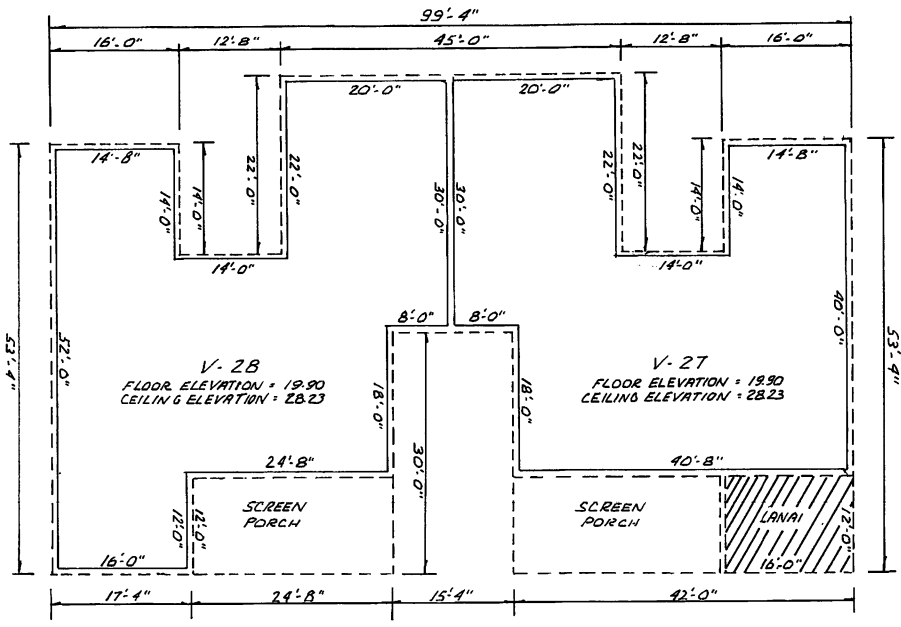 99'-4"
16'-0" 12'-8" 45'-0" 12'-8" 16'-0"
20'-0" 20'-0"
14'-8" 14'-8"
14'-0" 14'-0" 22'-0" 22'-0" 30'-0" 30'-0" 22'-0" 22'-0" 14'-0" 14'-0"
14'-0" 14'-0"
8'-0" 8'-0"
53'-4" 52'-0" 40'-0" 53'-4"
V-28
FLOOR ELEVATION = 19.90
CEILING ELEVATION = 28.23
18'-0"
V-27
FLOOR ELEVATION = 19.90
CEILING ELEVATION = 28.23
18'-0"
30'-0"
24'-8" 40'-8"
12'-0" 12'-0"
SCREEN
PORCH
SCREEN
PORCH
LANAI
12'-0"
16'-0" 16'-0"
17'-4" 24'-8" 15'-4" 42'-0"